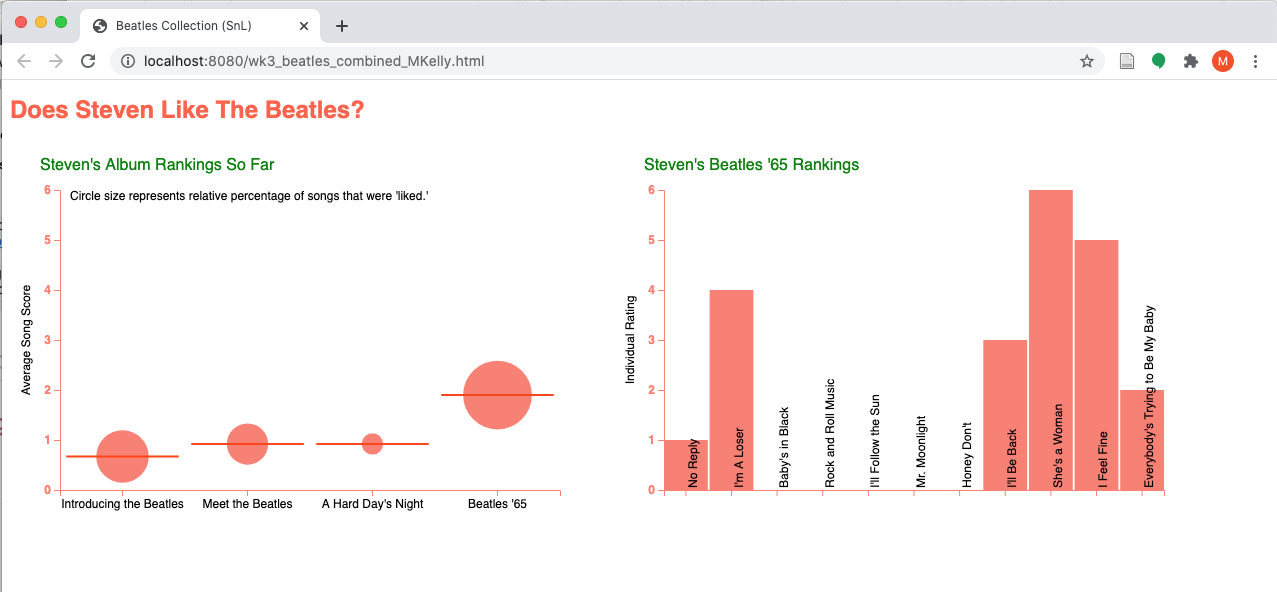 Beatles Collection (SnL)
localhost:8080/wk3_beatles_combined_MKelly.html
M
Does Steven Like The Beatles?
Steven's Album Rankings So Far
Circle size represents relative percentage of songs that were 'liked.'
6
5
4
3
2
1
0
Average Song Score
Introducing the Beatles
Meet the Beatles
A Hard Day's Night
Beatles '65
Steven's Beatles '65 Rankings
6
5
4
3
2
1
0
Individual Rating
No Reply
I'm A Loser
Baby's in Black
Rock and Roll Music
I'll Follow the Sun
Mr. Moonlight
Honey Don't
I'll Be Back
She's a Woman
I Feel Fine
Everybody's Trying to Be My Baby